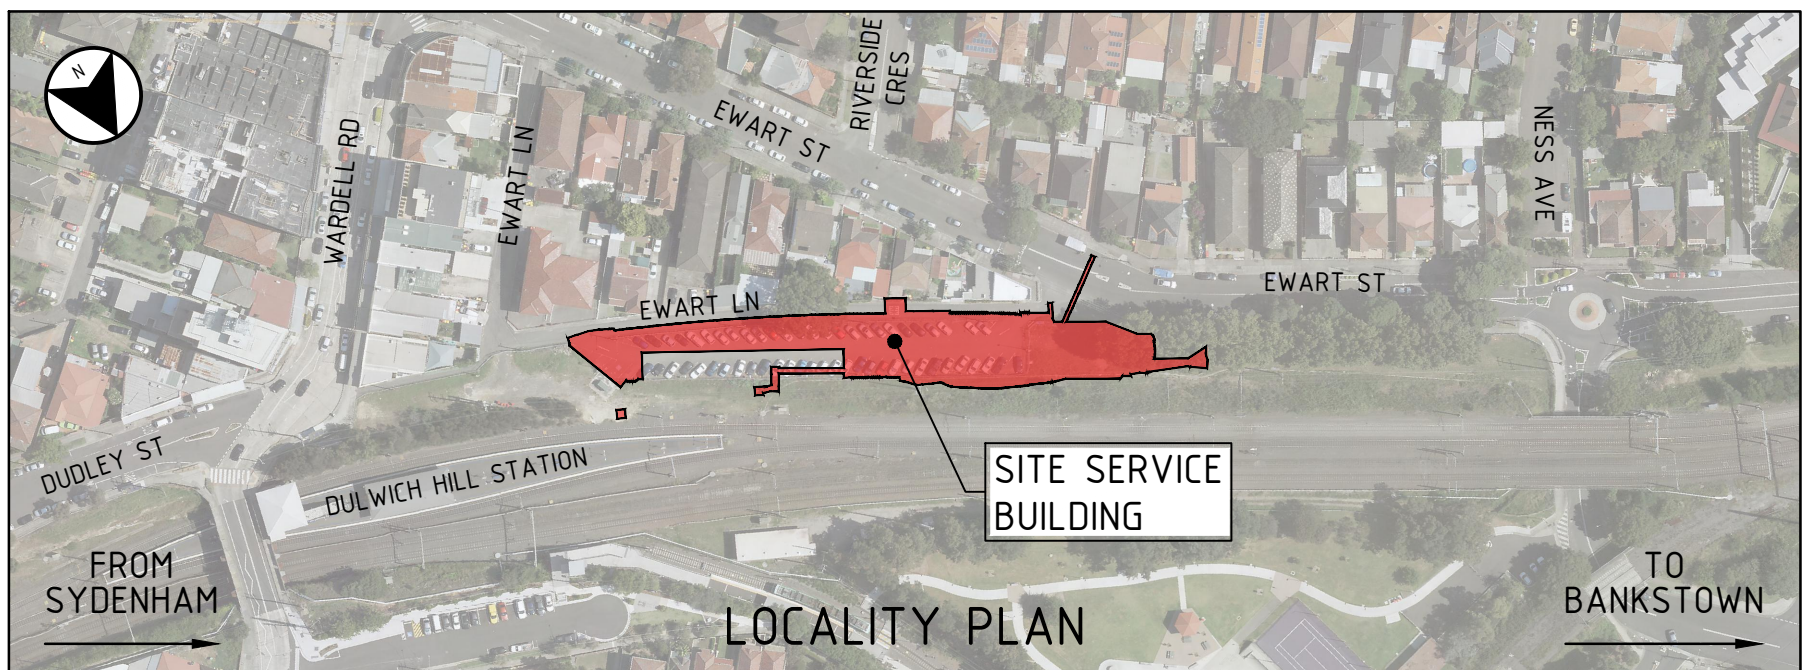 N
WARDELL RD
EWART LN
EWART ST
RIVERSIDE
CRES
NESS AVE
EWART LN
EWART ST
DUDLEY ST
DULWICH HILL STATION
SITE SERVICE
BUILDING
FROM
SYDENHAM
LOCALITY PLAN
TO
BANKSTOWN